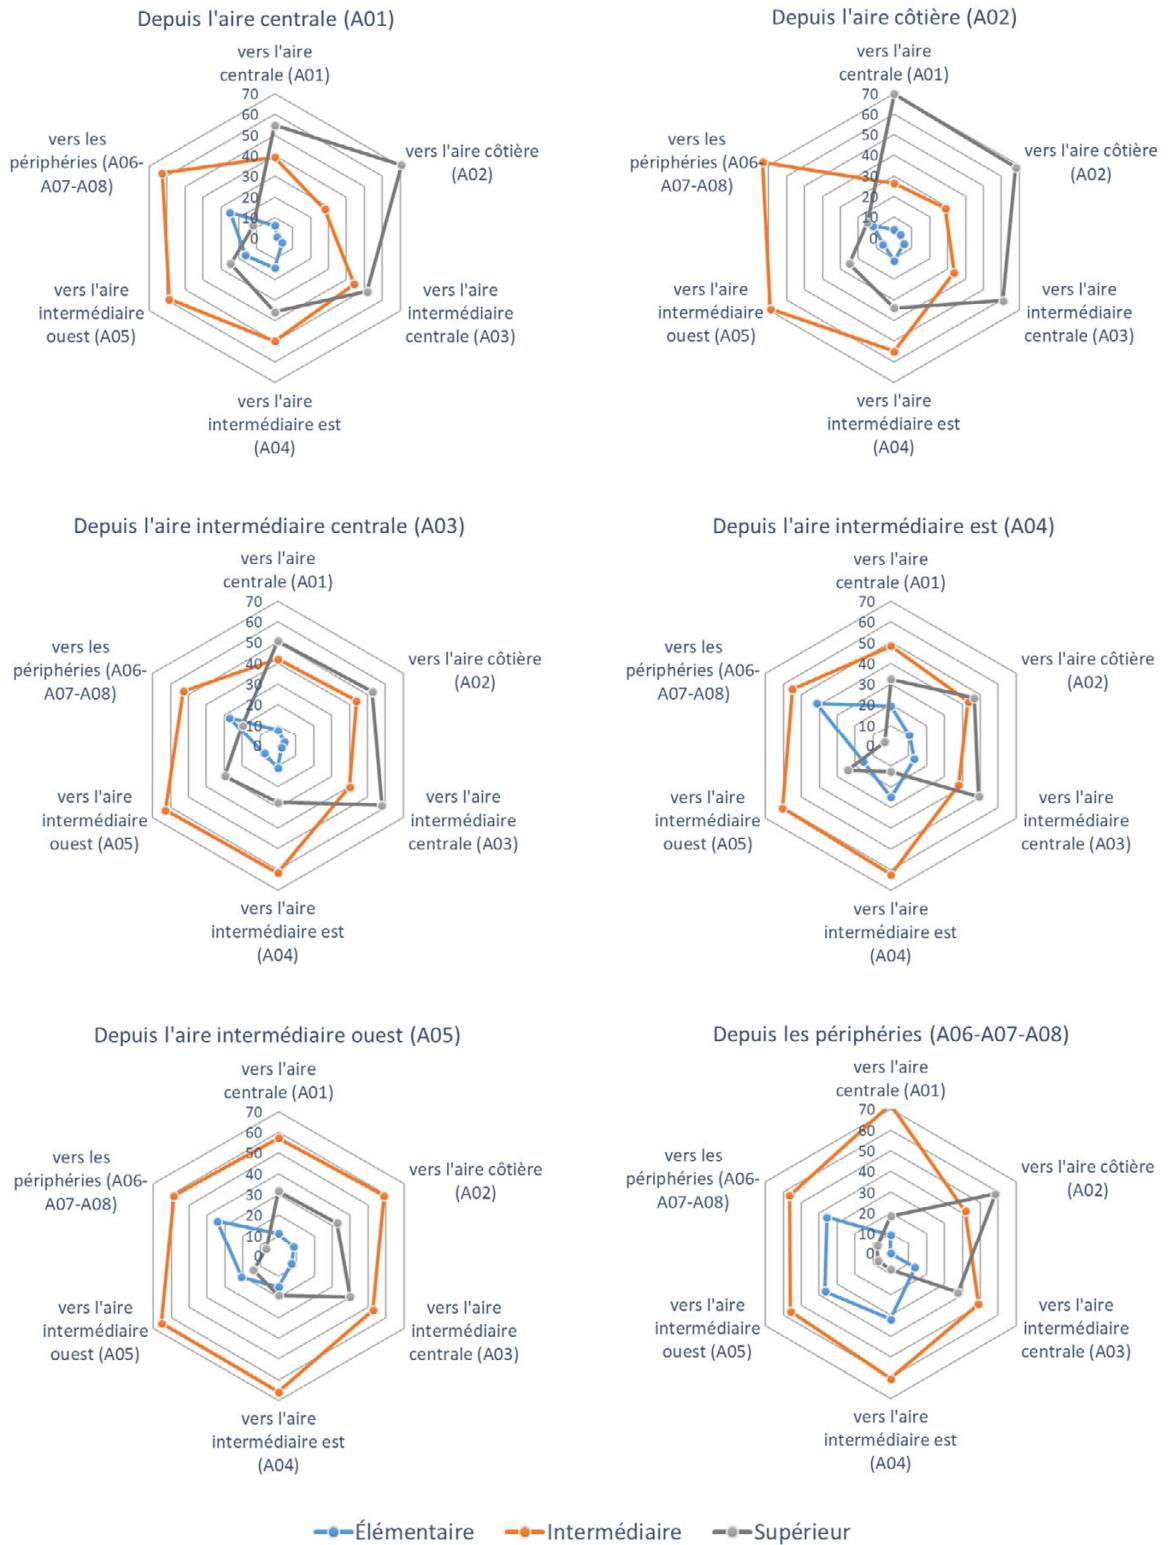 Depuis l'aire centrale (A01)
vers l'aire
centrale (A01)
70
60
50
40
30
20
10
0
vers l'aire côtière
(A02)
vers l'aire
intermédiaire
centrale (A03)
vers l'aire
intermédiaire est
(A04)
vers l'aire
intermédiaire
ouest (A05)
vers les
périphéries (A06-
A07-A08)
Depuis l'aire côtière (A02)
vers l'aire
centrale (A01)
70
60
50
40
30
20
10
0
vers l'aire côtière
(A02)
vers l'aire
intermédiaire
centrale (A03)
vers l'aire
intermédiaire est
(A04)
vers l'aire
intermédiaire
ouest (A05)
vers les
périphéries (A06-
A07-A08)
Depuis l'aire intermédiaire centrale (A03)
vers l'aire
centrale (A01)
70
60
50
40
30
20
10
0
vers l'aire côtière
(A02)
vers l'aire
intermédiaire
centrale (A03)
vers l'aire
intermédiaire est
(A04)
vers l'aire
intermédiaire
ouest (A05)
vers les
périphéries (A06-
A07-A08)
Depuis l'aire intermédiaire est (A04)
vers l'aire
centrale (A01)
70
60
50
40
30
20
10
0
vers l'aire côtière
(A02)
vers l'aire
intermédiaire
centrale (A03)
vers l'aire
intermédiaire est
(A04)
vers l'aire
intermédiaire
ouest (A05)
vers les
périphéries (A06-
A07-A08)
Depuis l'aire intermédiaire ouest (A05)
vers l'aire
centrale (A01)
70
60
50
40
30
20
10
0
vers l'aire côtière
(A02)
vers l'aire
intermédiaire
centrale (A03)
vers l'aire
intermédiaire est
(A04)
vers l'aire
intermédiaire
ouest (A05)
vers les
périphéries (A06-
A07-A08)
Depuis les périphéries (A06-A07-A08)
vers l'aire
centrale (A01)
70
60
50
40
30
20
10
0
vers l'aire côtière
(A02)
vers l'aire
intermédiaire
centrale (A03)
vers l'aire
intermédiaire est
(A04)
vers l'aire
intermédiaire
ouest (A05)
vers les
périphéries (A06-
A07-A08)
Élémentaire Intermédiaire Supérieur